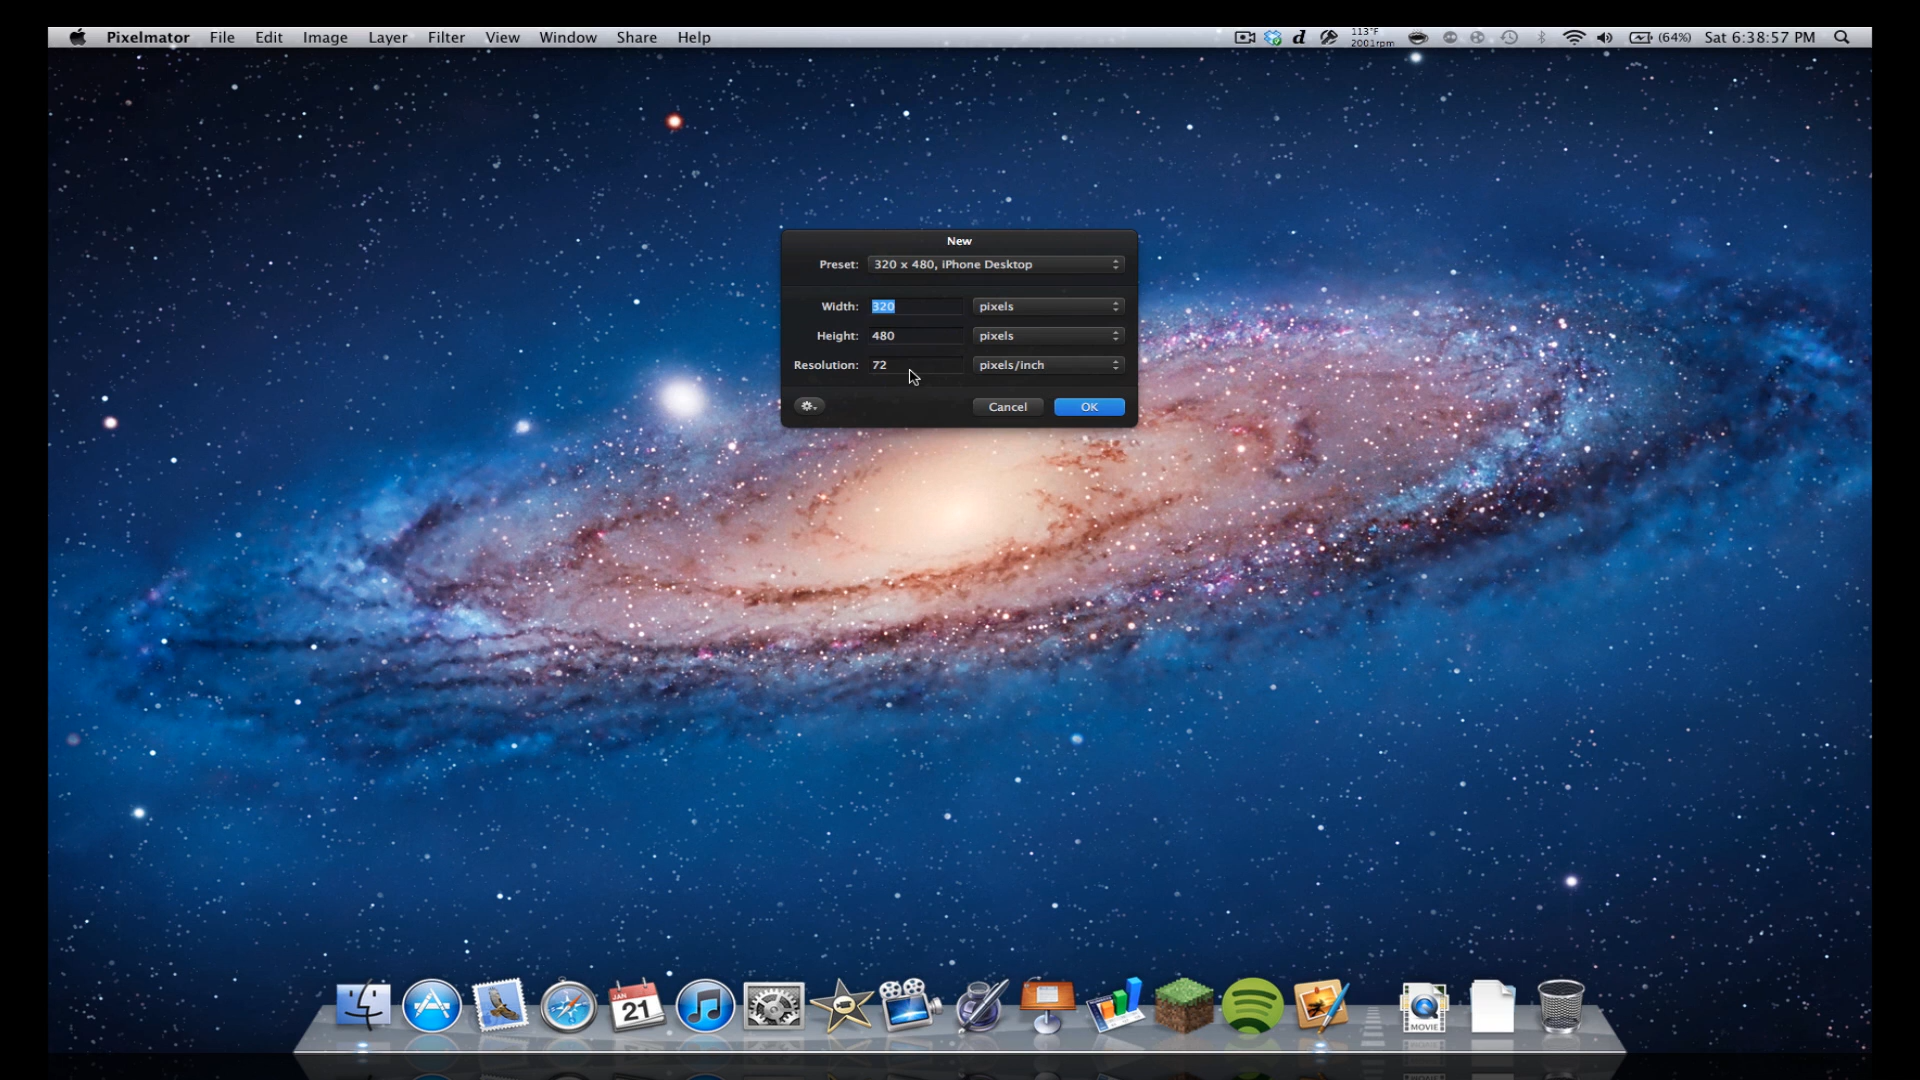 Pixelmator File Edit Image Layer Filter View Window Share Help d 113°F 2001rpm (64%) Sat 6:38:57 PM
New
Preset: 320 x 480, iPhone Desktop
Width: 320 pixels
Height: 480 pixels
Resolution: 72 pixels/inch
Cancel OK
JAN
21
MOVIE